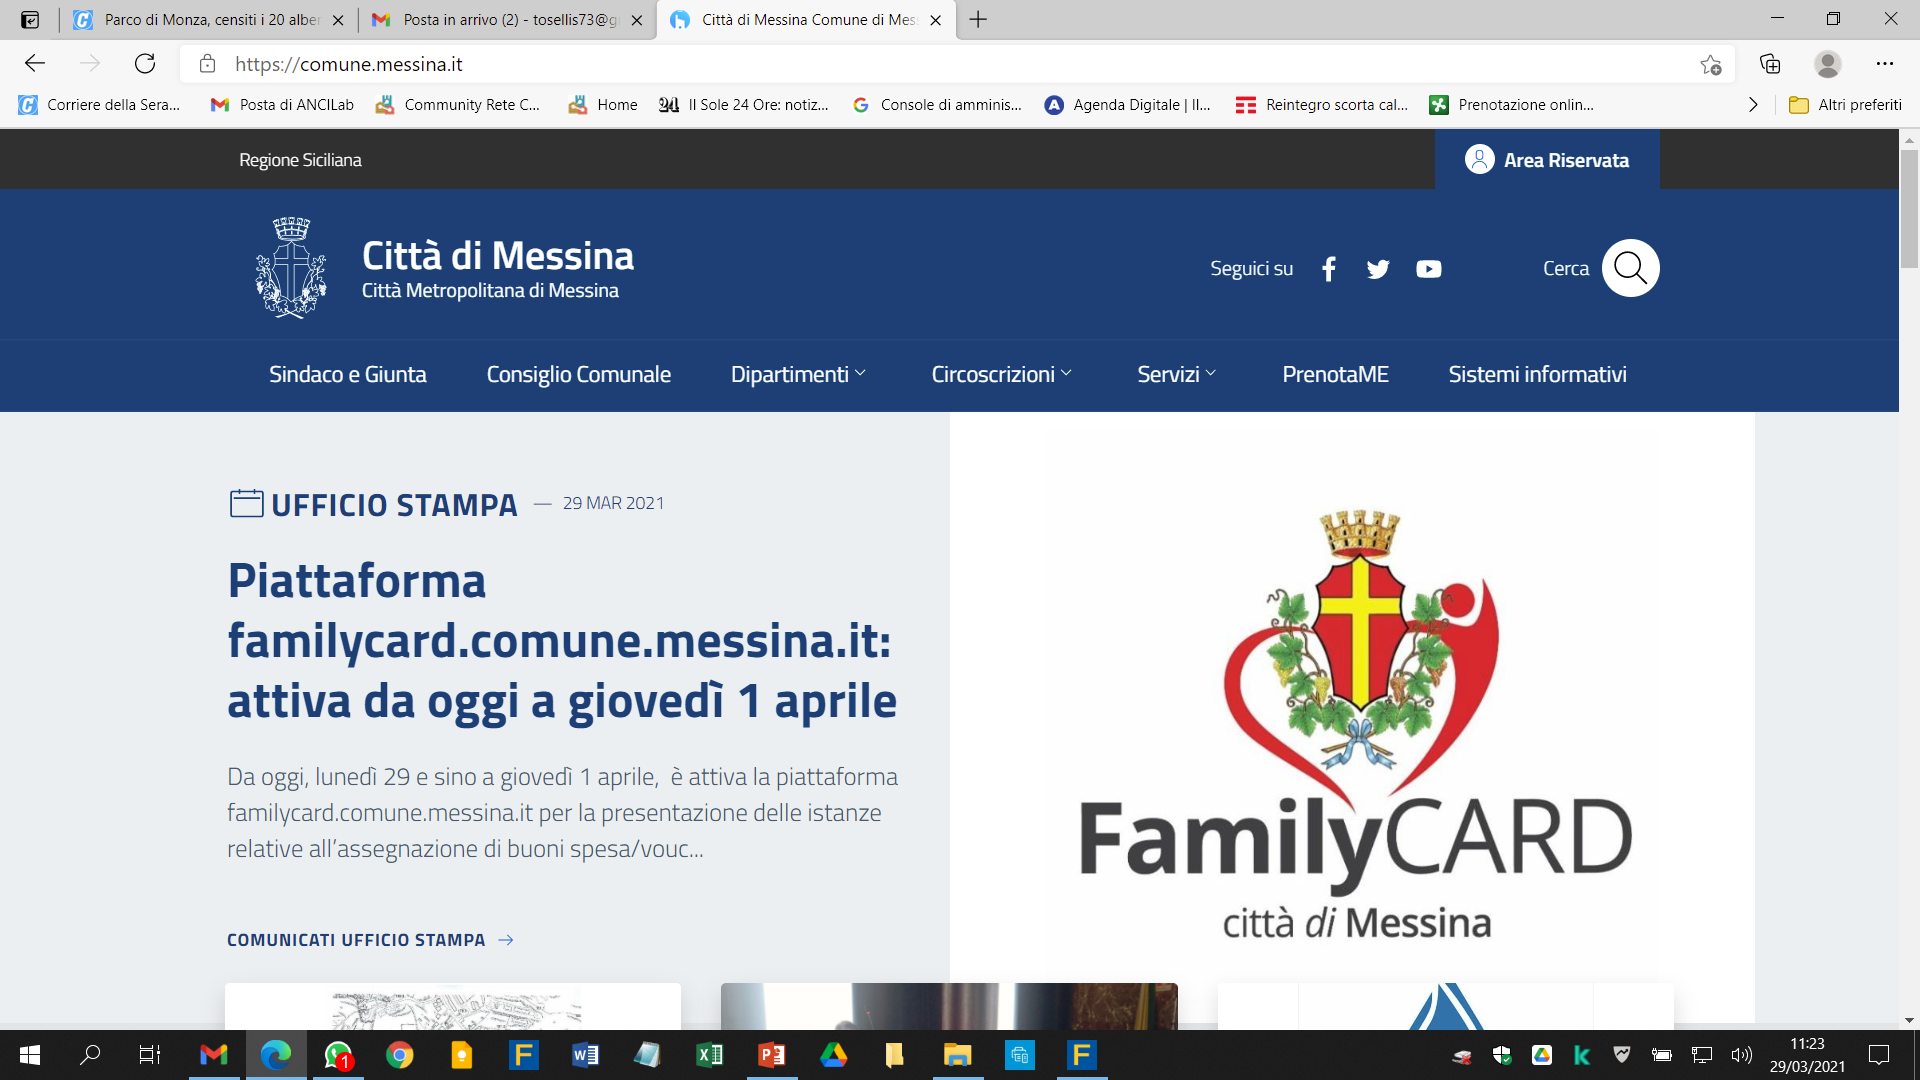 Parco di Monza, censiti i 20 albe
Posta in arrivo (2) - tosellis73@g
Città di Messina Comune di Mes
https://comune.messina.it
Corriere della Sera...
Posta di ANCILab
Community Rete C...
Home
Il Sole 24 Ore: notiz...
Console di amminis...
Agenda Digitale | Il...
Reintegro scorta cal...
Prenotazione onlin...
Altri preferiti
Regione Siciliana
Area Riservata
Città di Messina
Città Metropolitana di Messina
Seguici su
Cerca
Sindaco e Giunta
Consiglio Comunale
Dipartimenti
Circoscrizioni
Servizi
PrenotaME
Sistemi informativi
UFFICIO STAMPA — 29 MAR 2021
Piattaforma
familycard.comune.messina.it:
attiva da oggi a giovedì 1 aprile
Da oggi, lunedì 29 e sino a giovedì 1 aprile, è attiva la piattaforma
familycard.comune.messina.it per la presentazione delle istanze
relative all'assegnazione di buoni spesa/vouc...
COMUNICATI UFFICIO STAMPA
FamilyCARD
città di Messina
1
11:23
29/03/2021